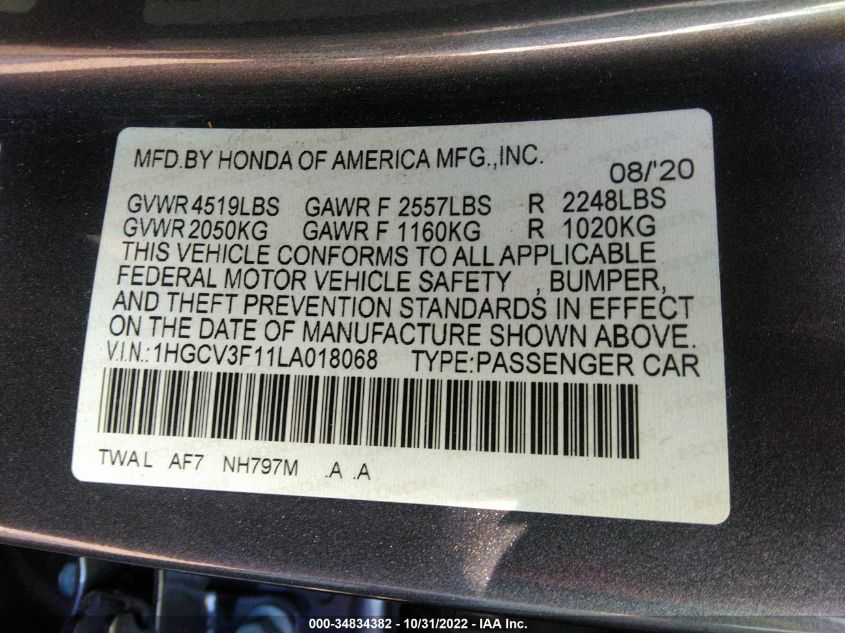 MFD.BY HONDA OF AMERICA MFG.,INC.
08/'20
GVWR 4519LBS GAWR F 2557LBS R 2248LBS
GVWR 2050KG GAWR F 1160KG R 1020KG
THIS VEHICLE CONFORMS TO ALL APPLICABLE
FEDERAL MOTOR VEHICLE SAFETY , BUMPER,
AND THEFT PREVENTION STANDARDS IN EFFECT
ON THE DATE OF MANUFACTURE SHOWN ABOVE.
V.I.N.:1HGCV3F11LA018068 TYPE:PASSENGER CAR
TWA L AF7 NH797M .A .A
000-34834382 - 10/31/2022 - IAA Inc.